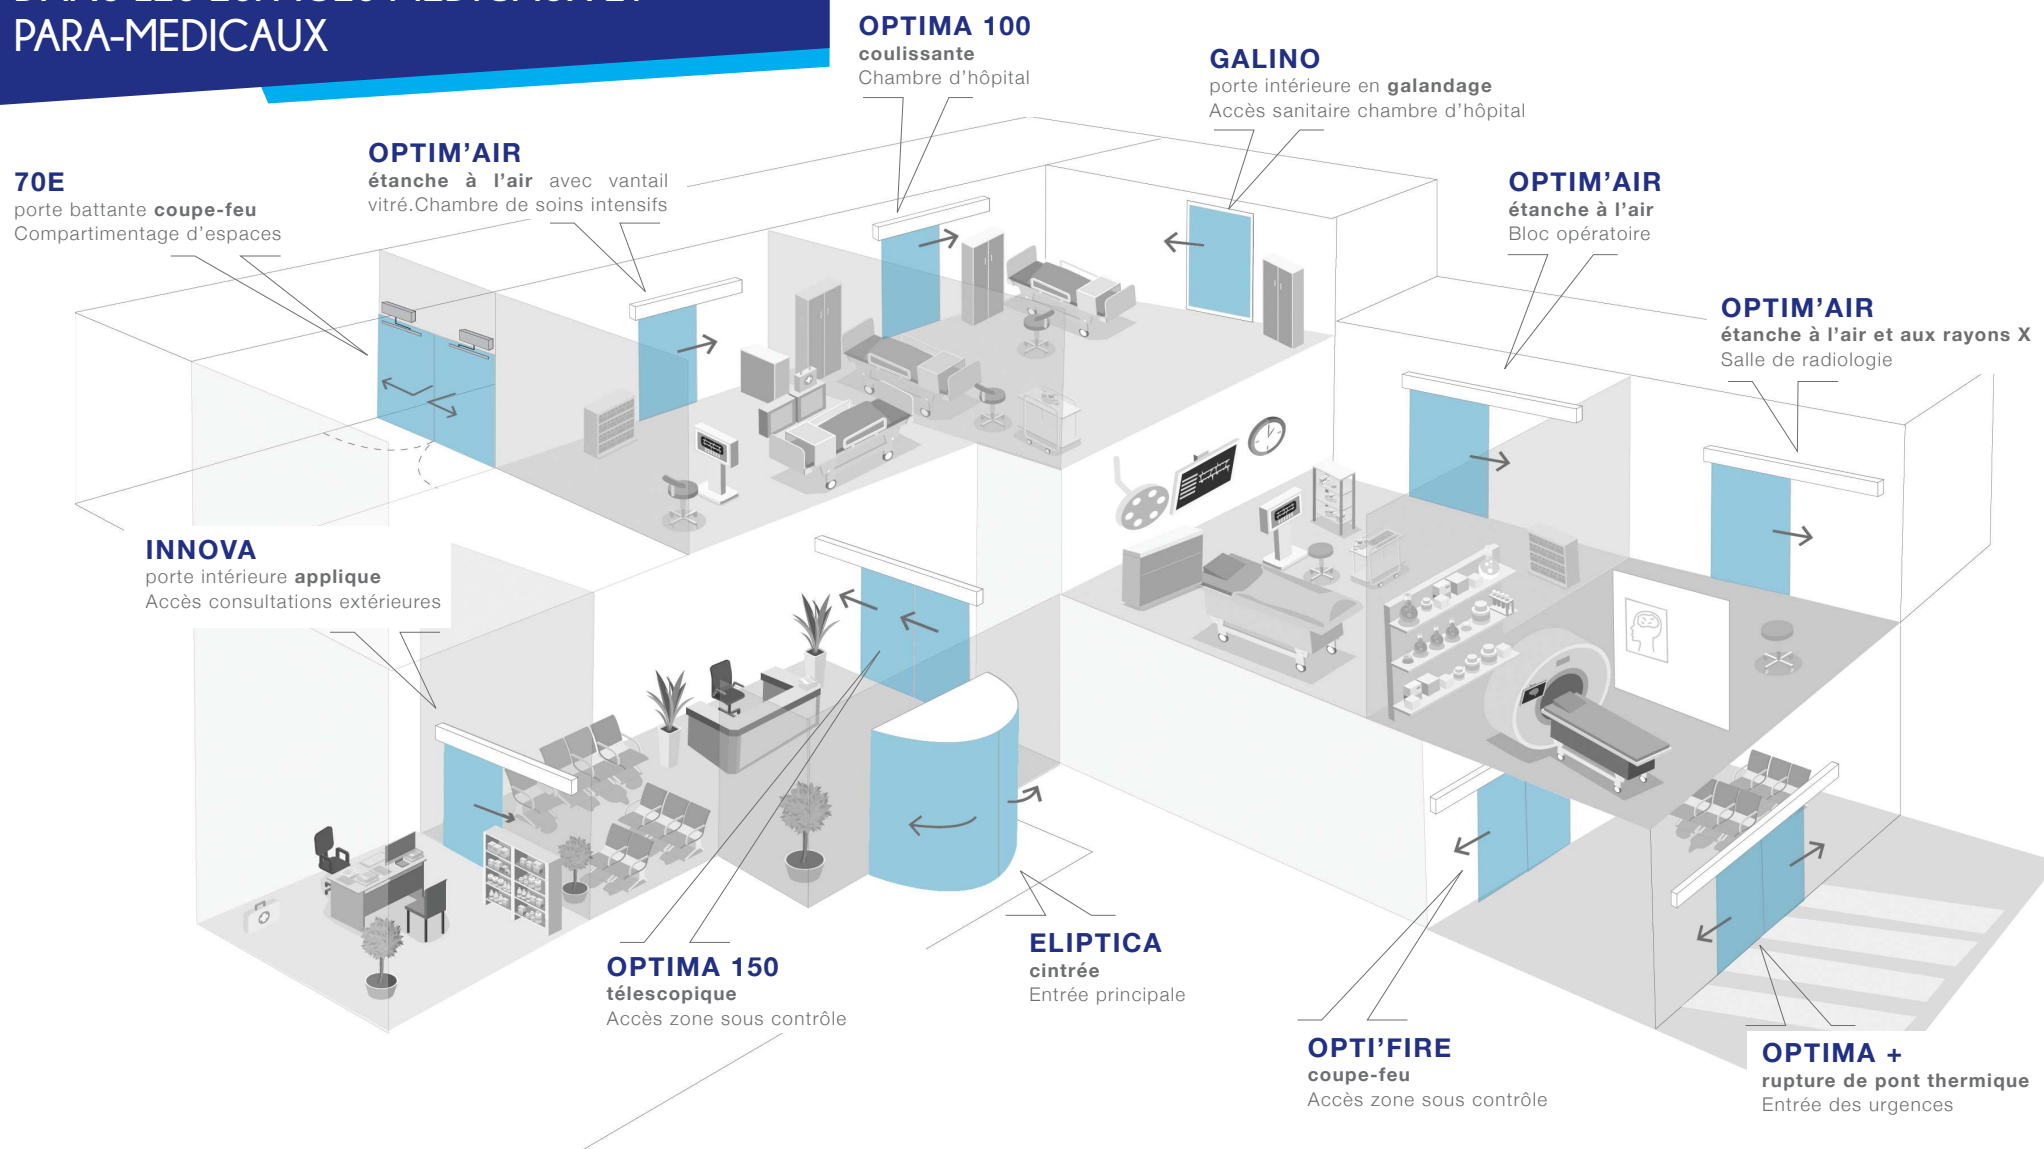 PARA-MEDICAUX
OPTIMA 100
coulissante
Chambre d'hôpital
GALINO
porte intérieure en galandage
Accès sanitaire chambre d'hôpital
OPTIM'AIR
étanche à l'air avec vantail
vitré.Chambre de soins intensifs
70E
porte battante coupe-feu
Compartimentage d'espaces
OPTIM'AIR
étanche à l'air
Bloc opératoire
OPTIM'AIR
étanche à l'air et aux rayons X
Salle de radiologie
INNOVA
porte intérieure applique
Accès consultations extérieures
OPTIMA 150
télescopique
Accès zone sous contrôle
ELIPTICA
cintrée
Entrée principale
OPTI'FIRE
coupe-feu
Accès zone sous contrôle
OPTIMA +
rupture de pont thermique
Entrée des urgences